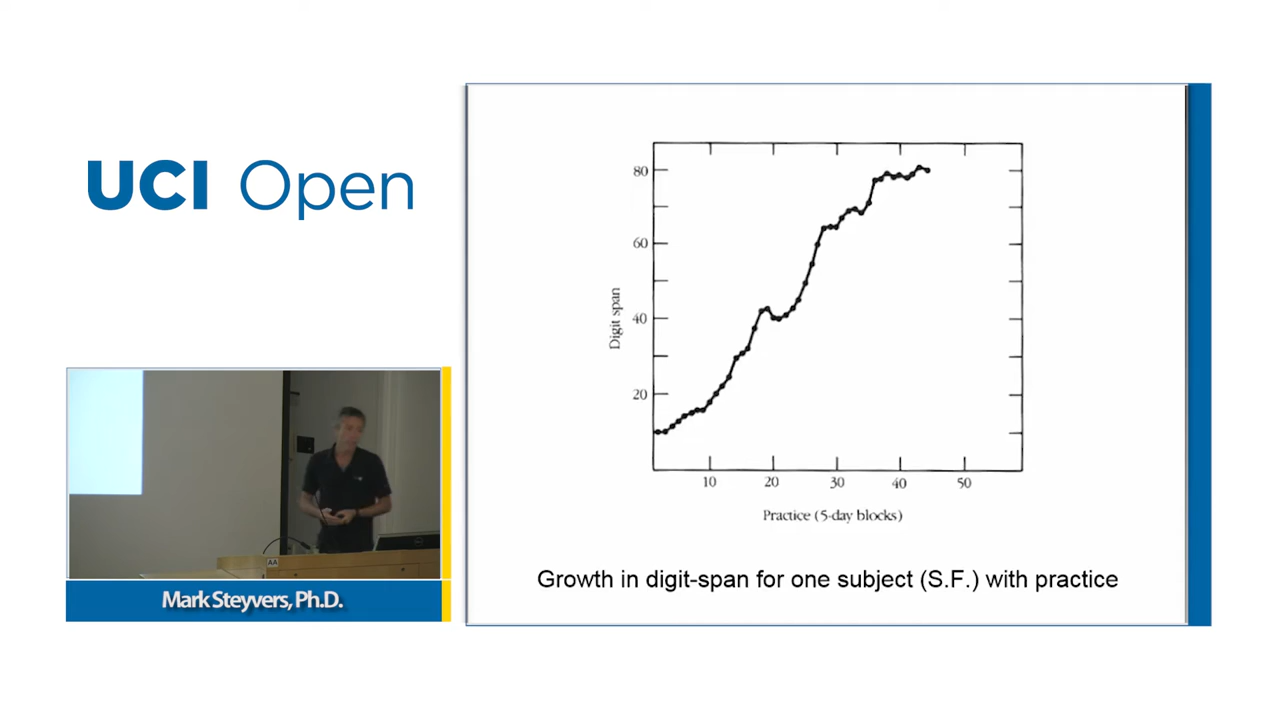 UCI Open
80
60
40
20
Digit span
10 20 30 40 50
Practice (5-day blocks)
Growth in digit-span for one subject (S.F.) with practice
AA
Mark Steyvers, Ph.D.